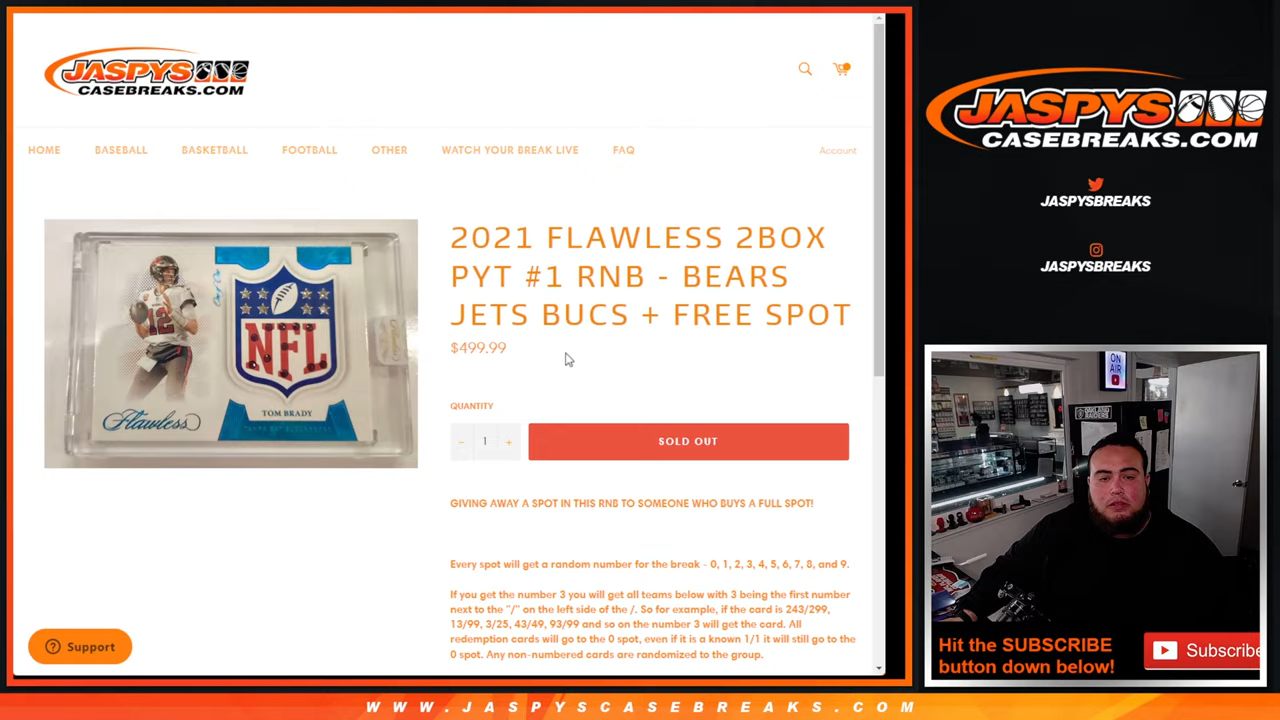 JASPYS
CASEBREAKS.COM
HOME BASEBALL BASKETBALL FOOTBALL OTHER WATCH YOUR BREAK LIVE FAQ Account
2021 FLAWLESS 2BOX
PYT #1 RNB - BEARS
JETS BUCS + FREE SPOT
$499.99
QUANTITY
- 1 + SOLD OUT
12
NFL
TOM BRADY
Flawless
GIVING AWAY A SPOT IN THIS RNB TO SOMEONE WHO BUYS A FULL SPOT!
Every spot will get a random number for the break - 0, 1, 2, 3, 4, 5, 6, 7, 8, and 9.
If you get the number 3 you will get all teams below with 3 being the first number
next to the "/" on the left side of the /. So for example, if the card is 243/299,
13/99, 3/25, 43/49, 93/99 and so on the number 3 will get the card. All
redemption cards will go to the 0 spot, even if it is a known 1/1 it will still go to the
0 spot. Any non-numbered cards are randomized to the group.
Support
JASPYS
CASEBREAKS.COM
JASPYSBREAKS
JASPYSBREAKS
ON
AIR
OAKLAND
RAIDERS
Hit the SUBSCRIBE
button down below!
Subscribe
WWW.JASPYSCASEBREAKS.COM